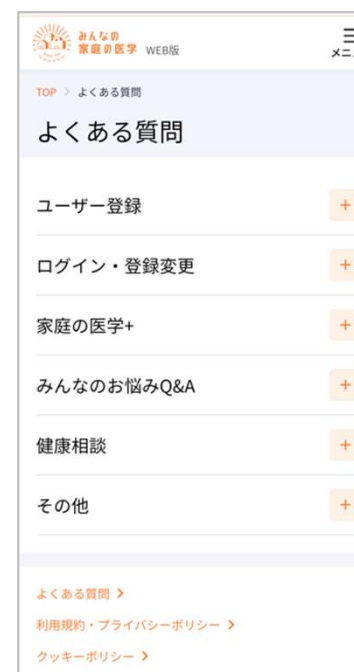 みんなの
家庭の医学 WEB版
TOP > よくある質問
よくある質問
ユーザー登録 +
ログイン・登録変更 +
家庭の医学+ +
みんなのお悩みQ&A +
健康相談 +
その他 +
よくある質問 >
利用規約・プライバシーポリシー >
クッキーポリシー >